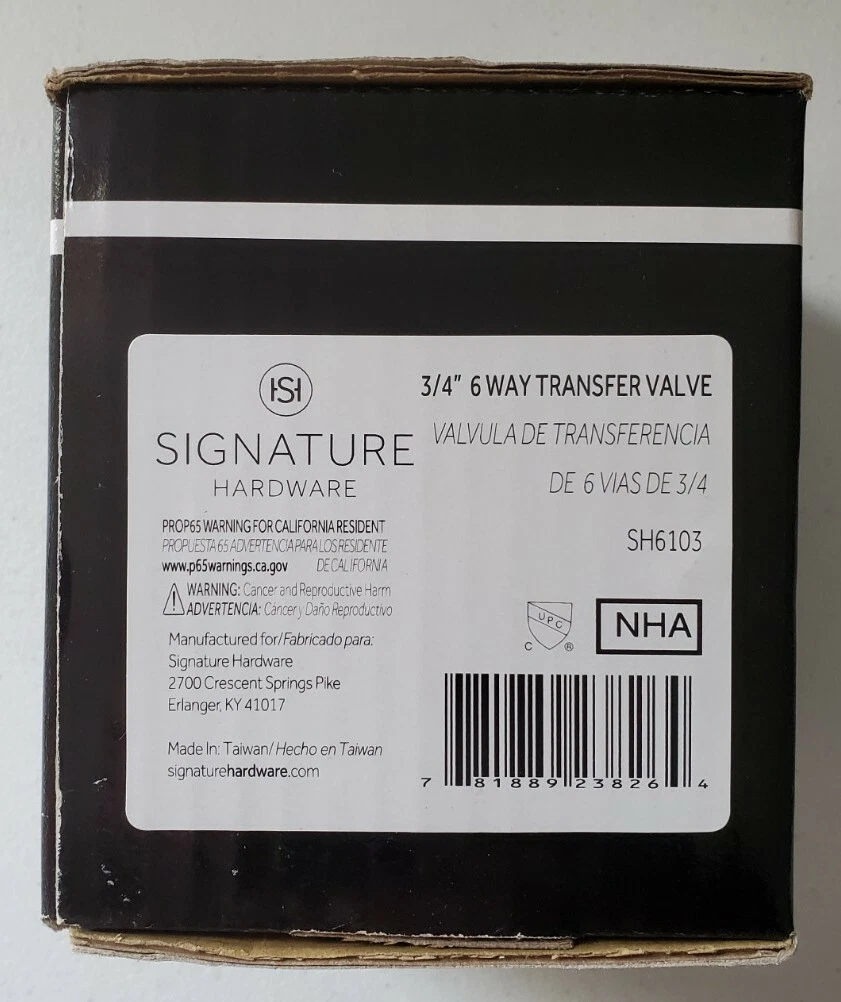 HSH
SIGNATURE
HARDWARE
PROP65 WARNING FOR CALIFORNIA RESIDENT
PROPUESTA 65 ADVERTENCIA PARA LOS RESIDENTE
www.p65warnings.ca.gov DE CALIFORNIA
WARNING: Cancer and Reproductive Harm
ADVERTENCIA: Cáncer y Daño Reproductivo
Manufactured for/Fabricado para:
Signature Hardware
2700 Crescent Springs Pike
Erlanger, KY 41017
Made In: Taiwan/ Hecho en Taiwan
signaturehardware.com
3/4" 6 WAY TRANSFER VALVE
VALVULA DE TRANSFERENCIA
DE 6 VIAS DE 3/4
SH6103
UPC
C ®
NHA
7 81889 23826 4